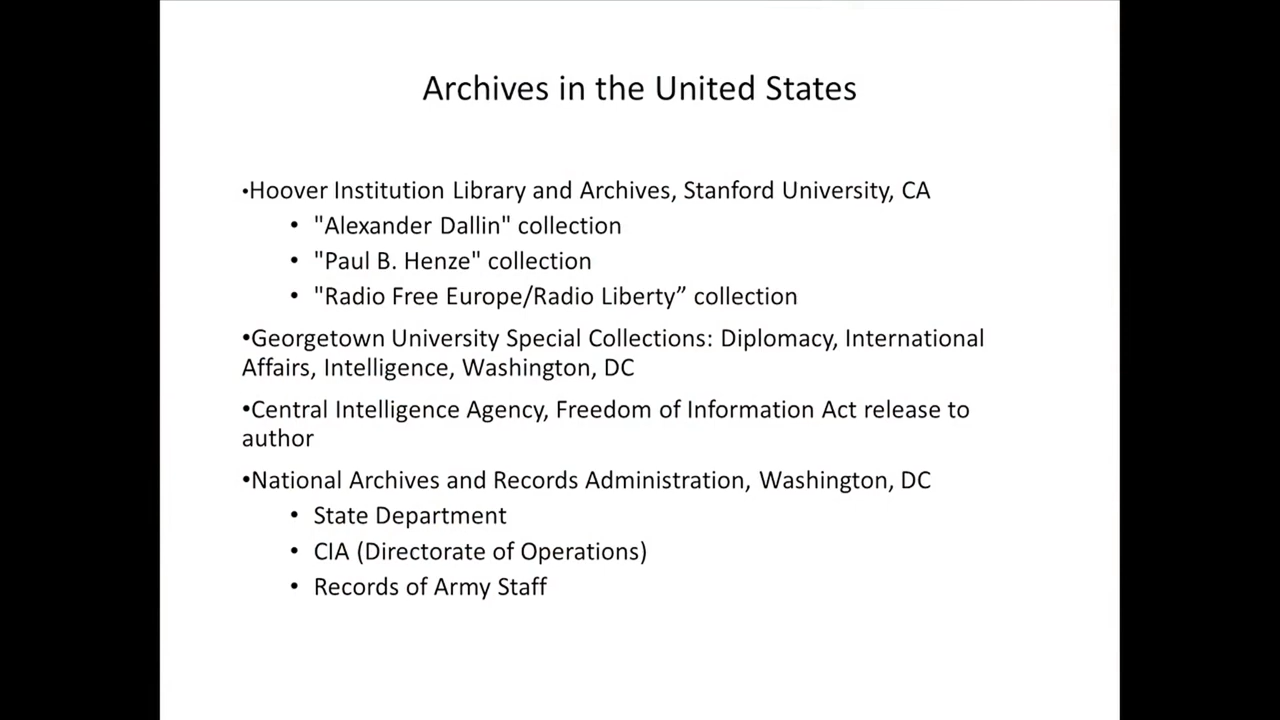 Archives in the United States
•Hoover Institution Library and Archives, Stanford University, CA
• "Alexander Dallin" collection
• "Paul B. Henze" collection
• "Radio Free Europe/Radio Liberty” collection
•Georgetown University Special Collections: Diplomacy, International
Affairs, Intelligence, Washington, DC
•Central Intelligence Agency, Freedom of Information Act release to
author
•National Archives and Records Administration, Washington, DC
• State Department
• CIA (Directorate of Operations)
• Records of Army Staff